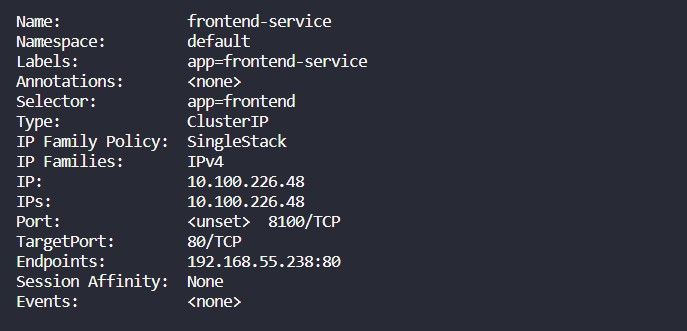 Name: frontend-service
Namespace: default
Labels: app=frontend-service
Annotations: <none>
Selector: app=frontend
Type: ClusterIP
IP Family Policy: SingleStack
IP Families: IPv4
IP: 10.100.226.48
IPs: 10.100.226.48
Port: <unset> 8100/TCP
TargetPort: 80/TCP
Endpoints: 192.168.55.238:80
Session Affinity: None
Events: <none>